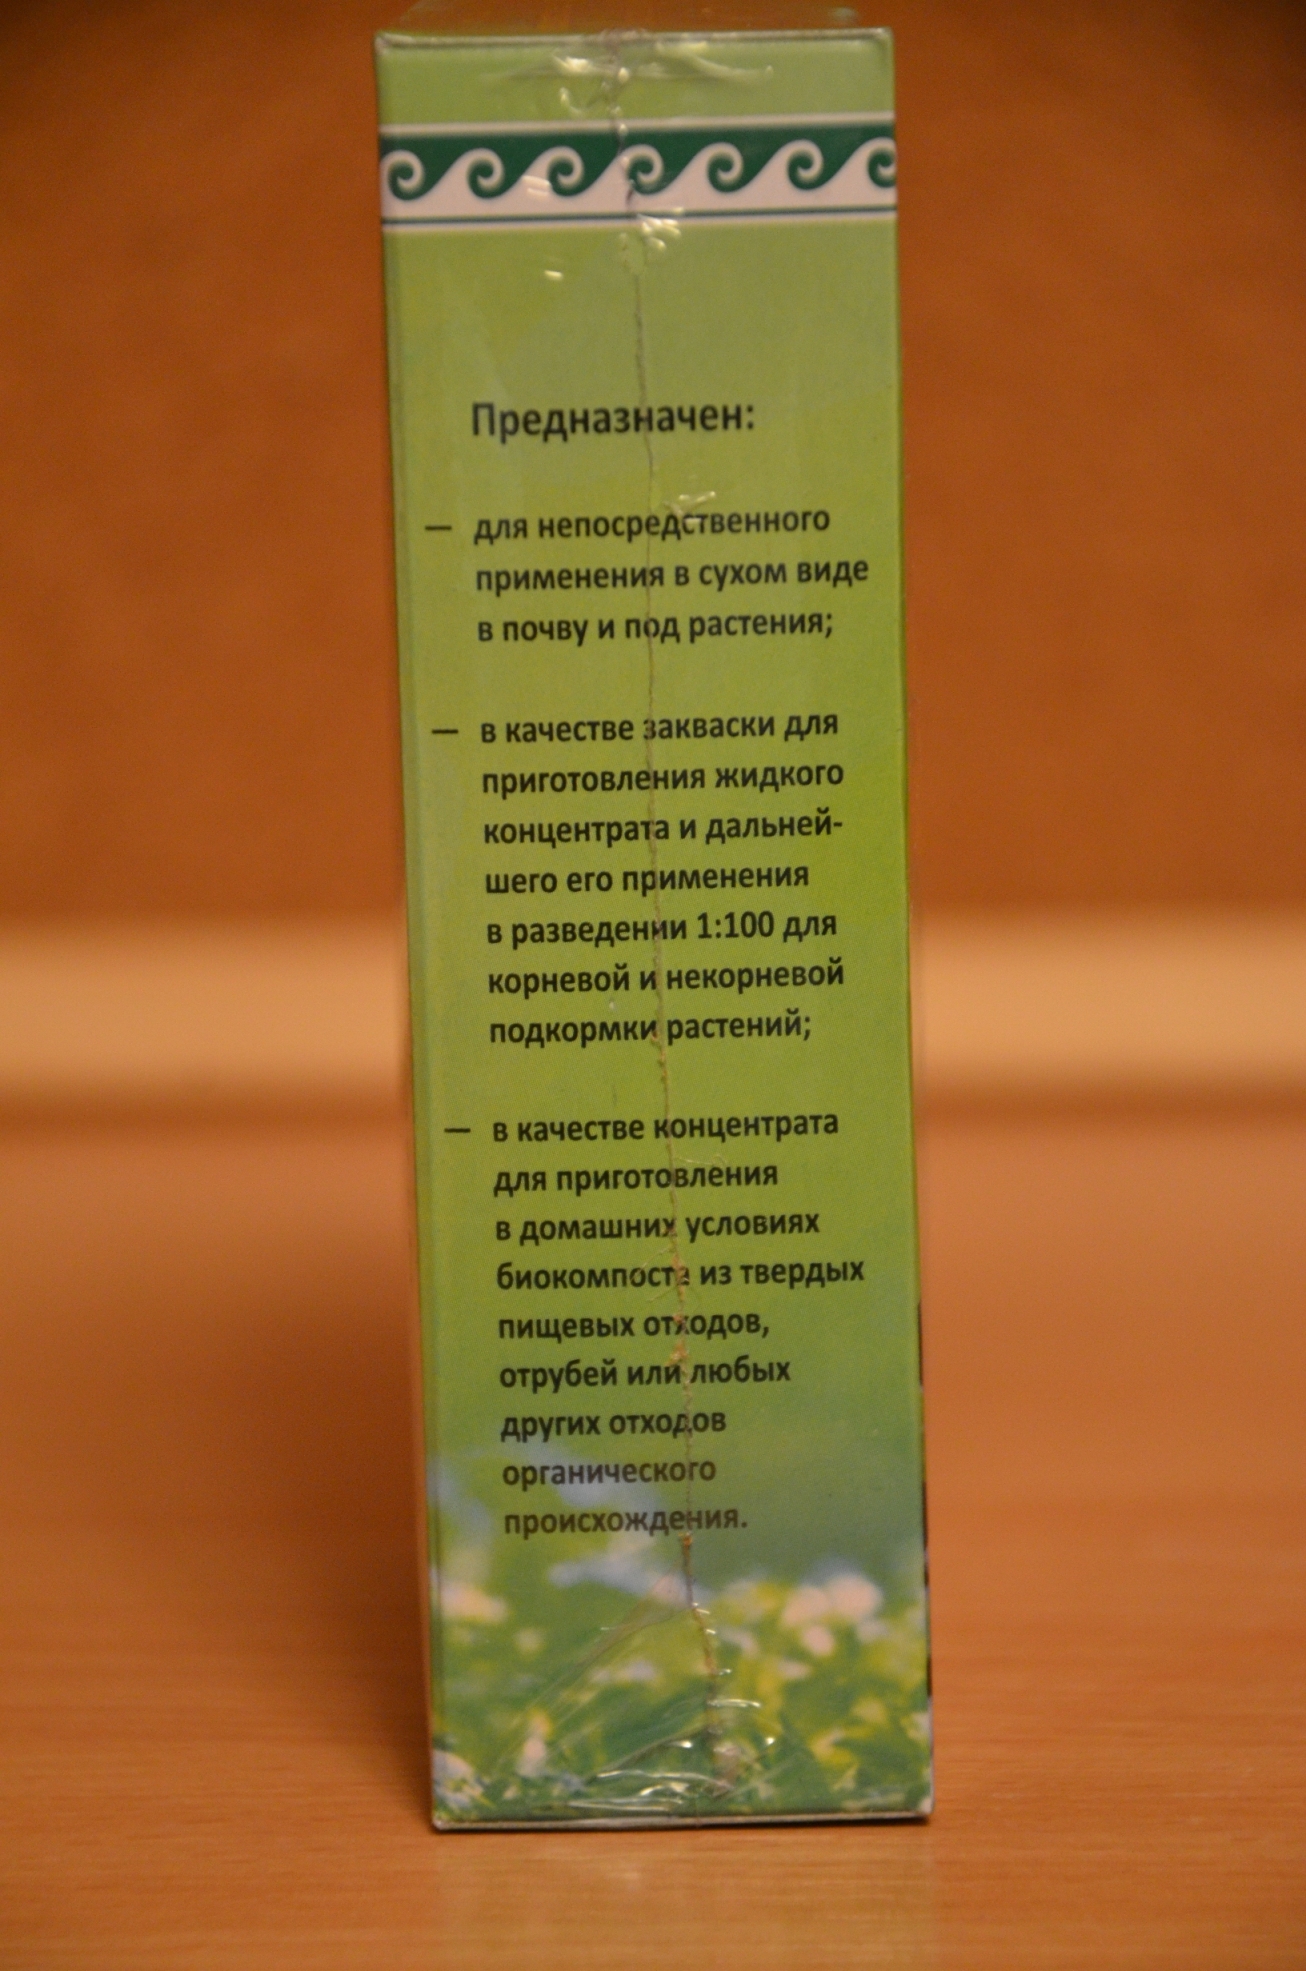 Предназначен:
— для непосредственного
применения в сухом виде
в почву и под растения;
— в качестве закваски для
приготовления жидкого
концентрата и дальней-
шего его применения
в разведении 1:100 для
корневой и некорневой
подкормки растений;
— в качестве концентрата
для приготовления
в домашних условиях
биокомпоста из твердых
пищевых отходов,
отрубей или любых
других отходов
органического
происхождения.